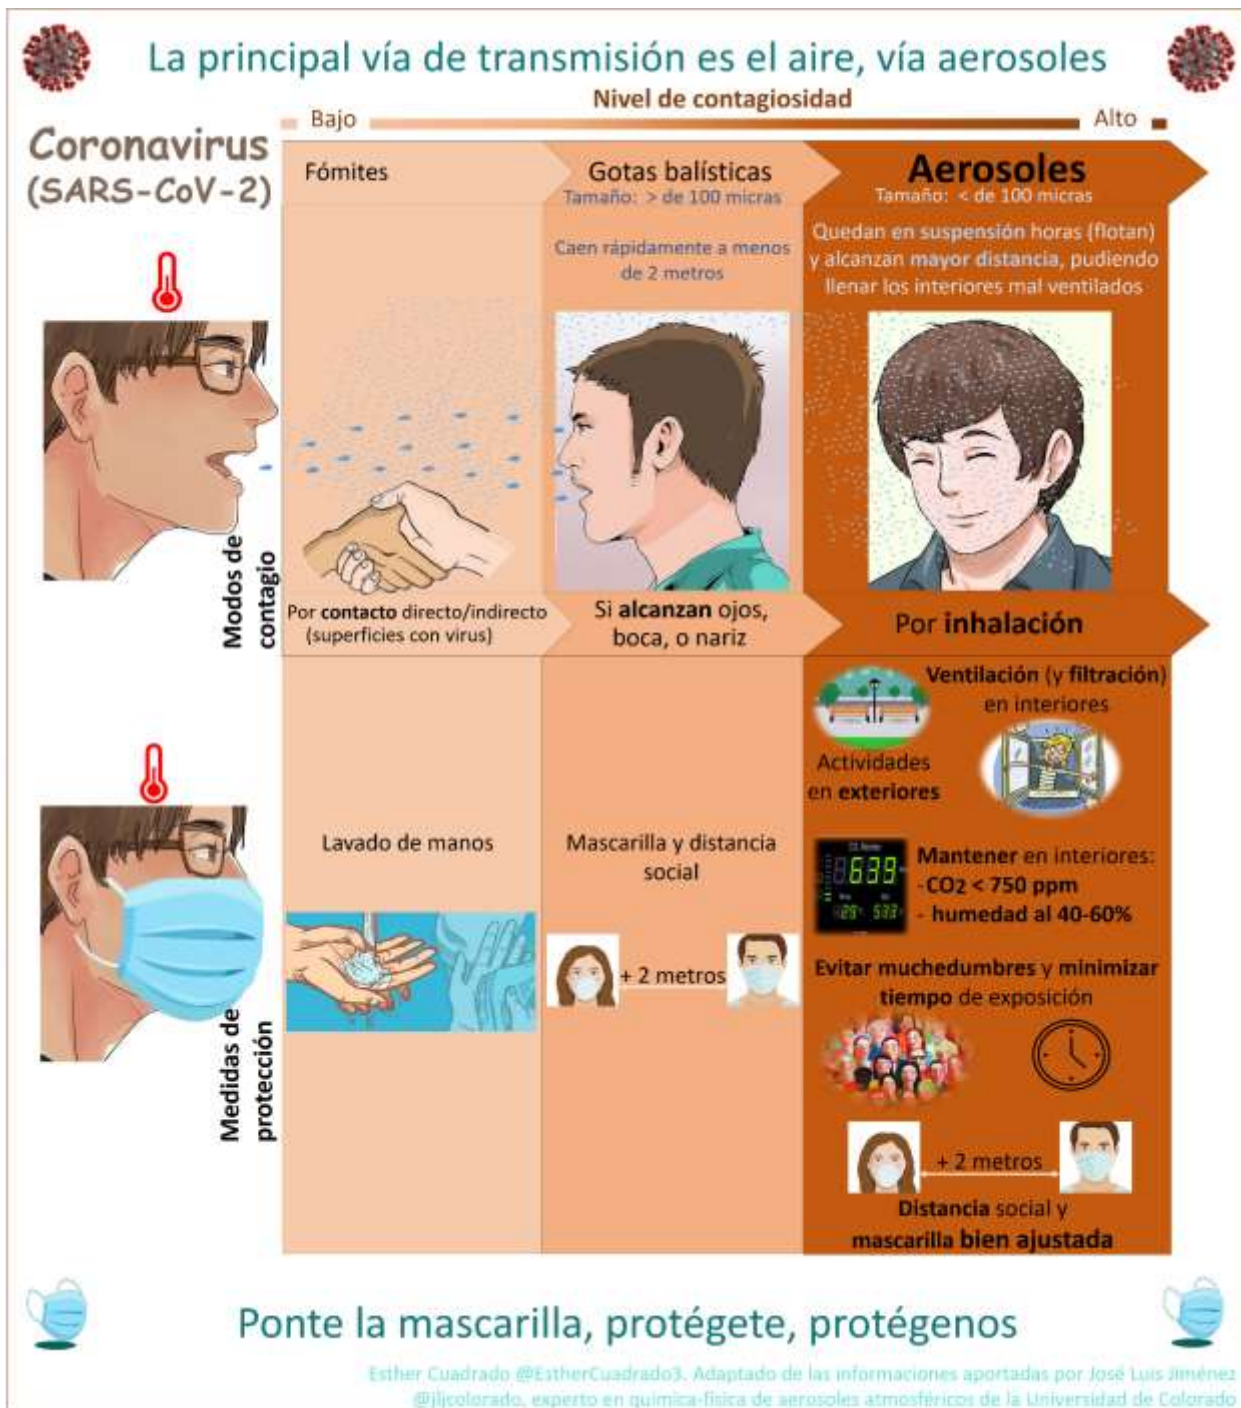 La principal vía de transmisión es el aire, vía aerosoles
Nivel de contagiosidad
Bajo
Alto
Coronavirus
(SARS-CoV-2)
Fómites
Gotas balísticas
Tamaño: > de 100 micras
Caen rápidamente a menos
de 2 metros
Aerosoles
Tamaño: < de 100 micras
Quedan en suspensión horas (flotan)
y alcanzan mayor distancia, pudiendo
llenar los interiores mal ventilados
Modos de
contagio
Por contacto directo/indirecto
(superficies con virus)
Si alcanzan ojos,
boca, o nariz
Por inhalación
Medidas de
protección
Lavado de manos
Mascarilla y distancia
social
+ 2 metros
Ventilación (y filtración)
en interiores
Actividades
en exteriores
639
Mantener en interiores:
-CO2 < 750 ppm
- humedad al 40-60%
Evitar muchedumbres y minimizar
tiempo de exposición
+ 2 metros
Distancia social y
mascarilla bien ajustada
Ponte la mascarilla, protégete, protégenos
Esther Cuadrado @EstherCuadrado3. Adaptado de las informaciones aportadas por José Luis Jiménez
@jljcolorado, experto en química-física de aerosoles atmosféricos de la Universidad de Colorado